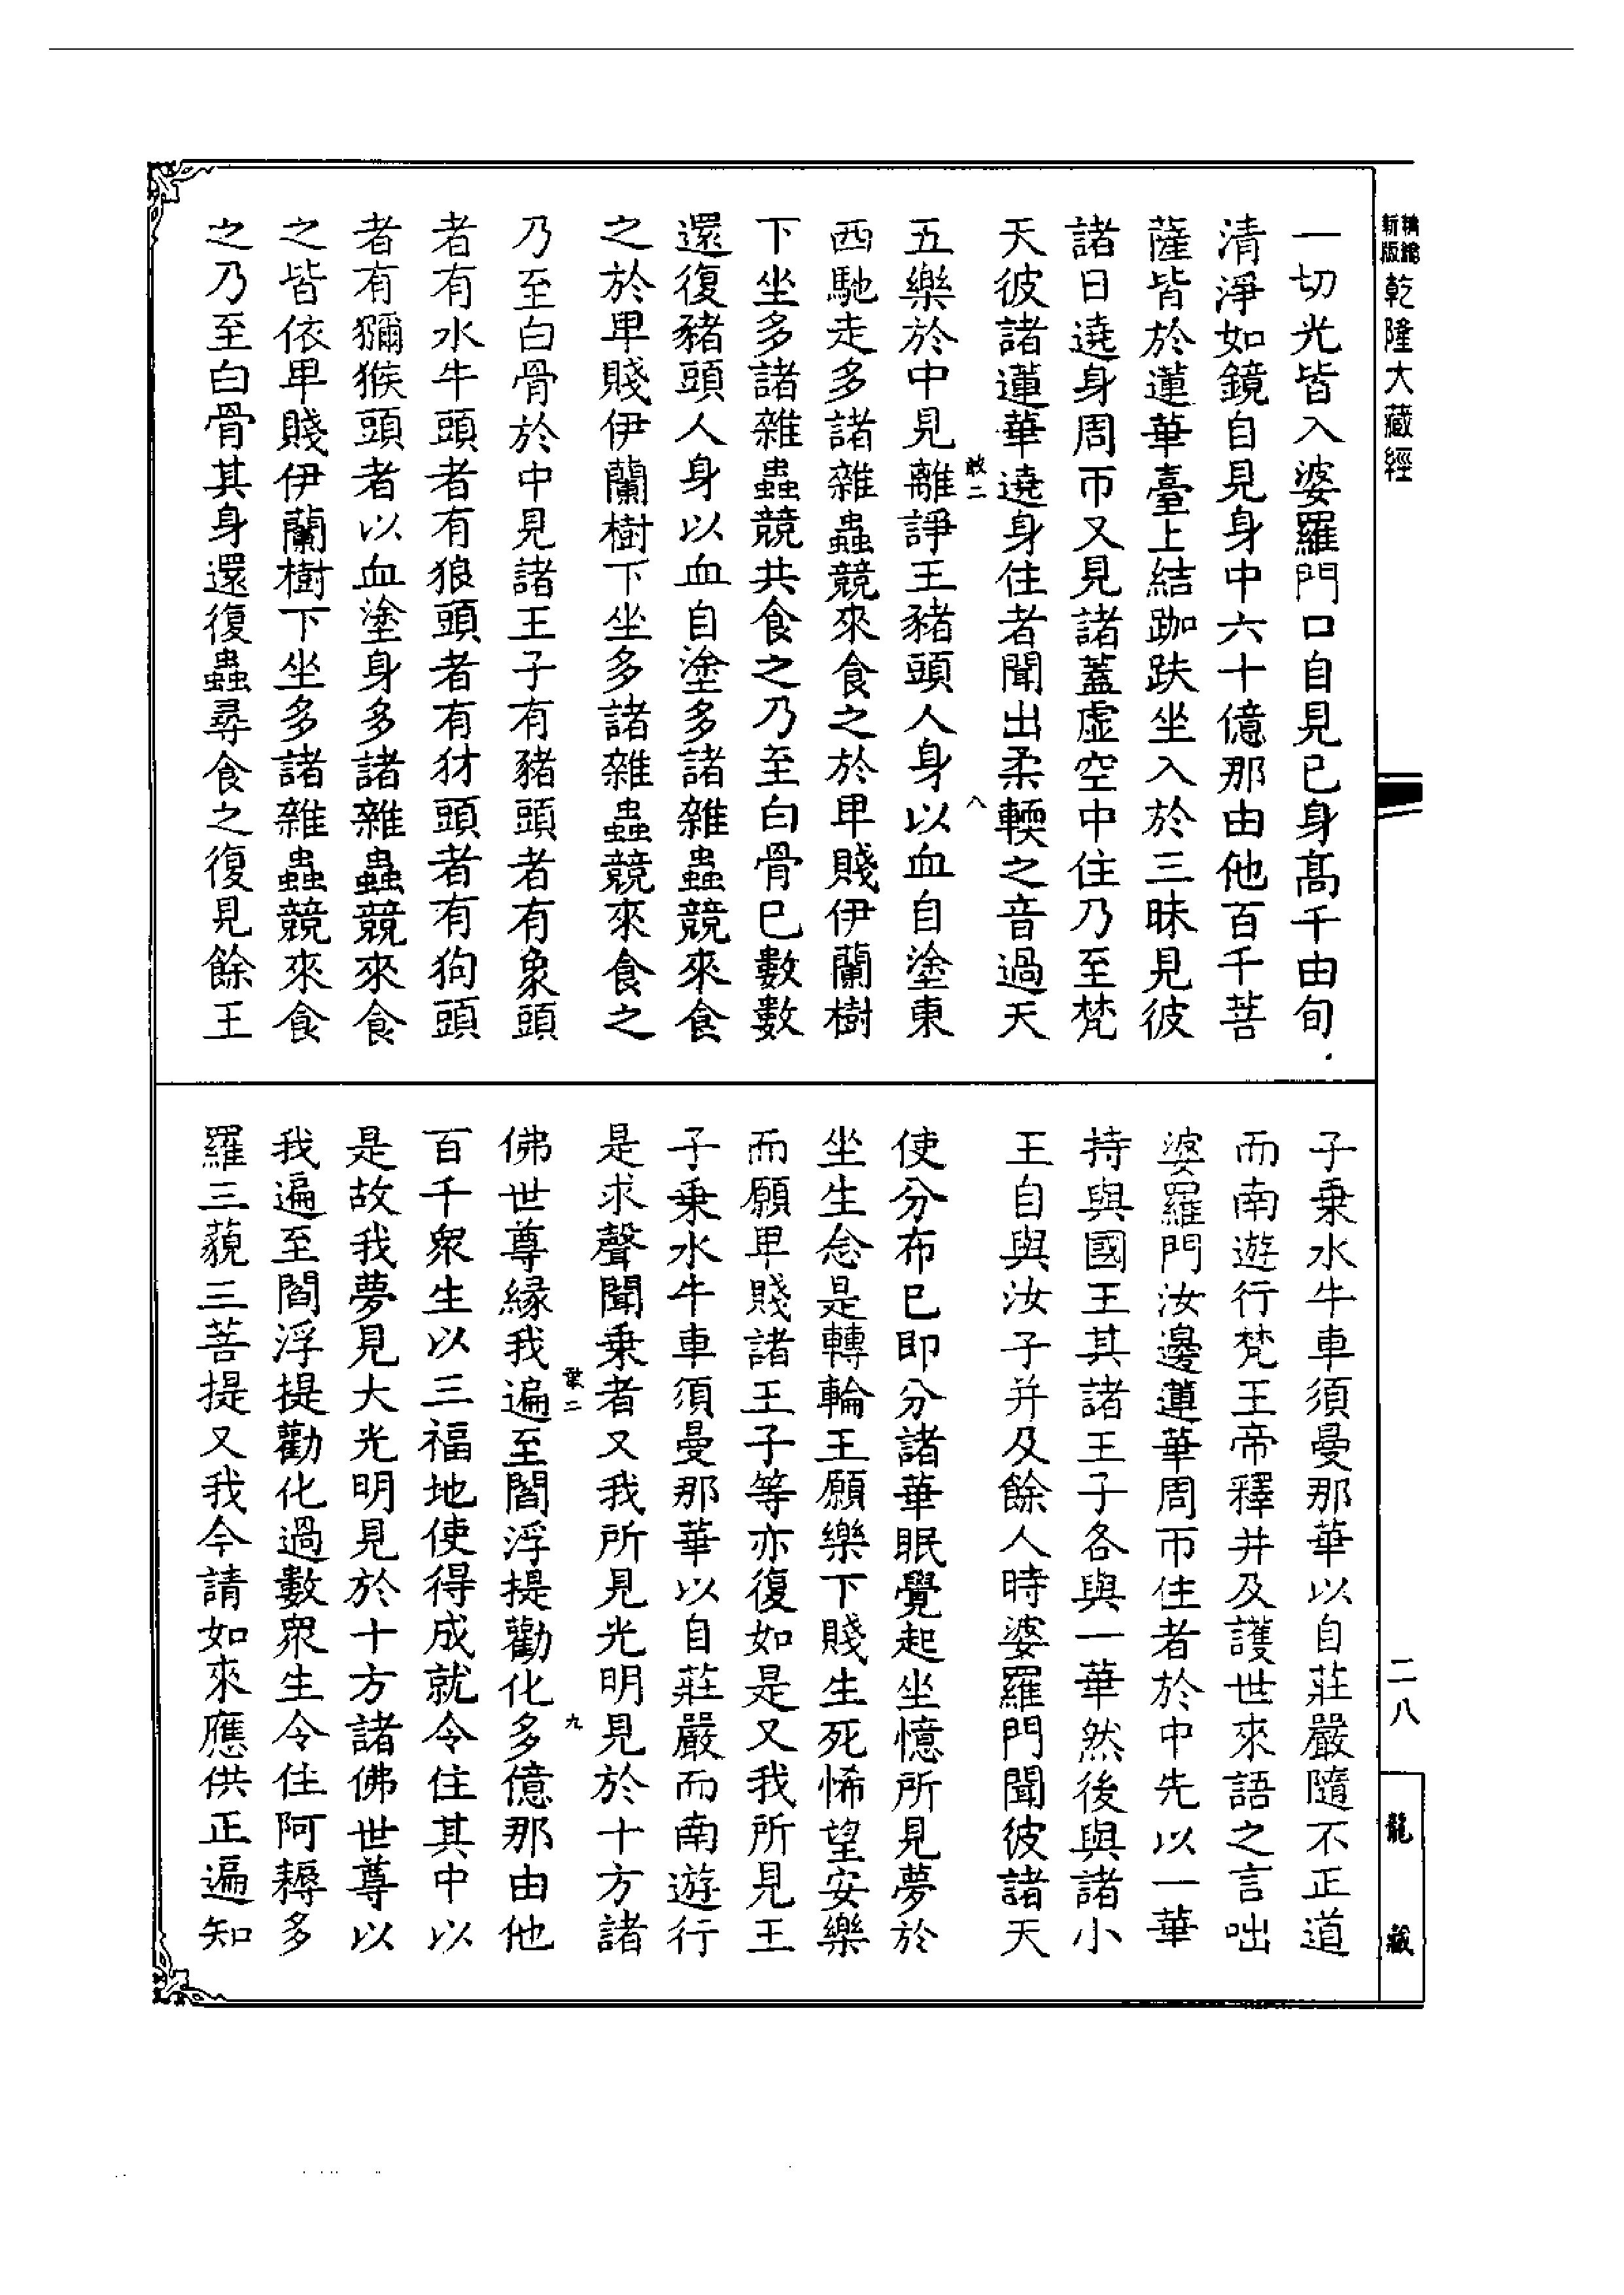 新版
精編
乾隆大藏經
一切光皆入婆羅門口自見已身高千由旬
清淨如鏡自見身中六十億那由他百千菩
薩皆於蓮華臺上結跏趺坐入於三昧見彼
諸日遶身周帀又見諸蓋虛空中住乃至梵
天彼諸蓮華遶身住者聞出柔輭之音過天
五樂於中見離諍王豬頭人身以血自塗東
西馳走多諸雜蟲競來食之於卑賤伊蘭樹
下坐多諸雜蟲競共食之乃至白骨已數數
還復豬頭人身以血自塗多諸雜蟲競來食
之於卑賤伊蘭樹下坐多諸雜蟲競來食之
乃至白骨於中見諸王子有豬頭者有象頭
者有水牛頭者有狼頭者有豺頭者有狗頭
者有獼猴頭者以血塗身多諸雜蟲競來食
之皆依卑賤伊蘭樹下坐多諸雜蟲競來食
之乃至白骨其身還復蟲尋食之復見餘王
子乗水牛車須曼那華以自莊嚴隨不正道
而南遊行梵王帝釋并及護世來語之言咄
婆羅門汝邊蓮華周帀住者於中先以一華
持與國王其諸王子各與一華然後與諸小
王自與汝子并及餘人時婆羅門聞彼諸天
使分布已即分諸華眠覺起坐憶所見夢於
坐生念是轉輪王願樂下賤生死悕望安樂
而願卑賤諸王子等亦復如是又我所見王
子乗水牛車須曼那華以自莊嚴而南遊行
是求聲聞乗者又我所見光明見於十方諸
佛世尊緣我遍至閻浮提勸化多億那由他
百千衆生以三福地使得成就令住其中以
是故我夢見大光明見於十方諸佛世尊以
我遍至閻浮提勸化過數衆生令住阿耨多
羅三藐三菩提又我今請如來應供正遍知
二八
龍藏
八
九